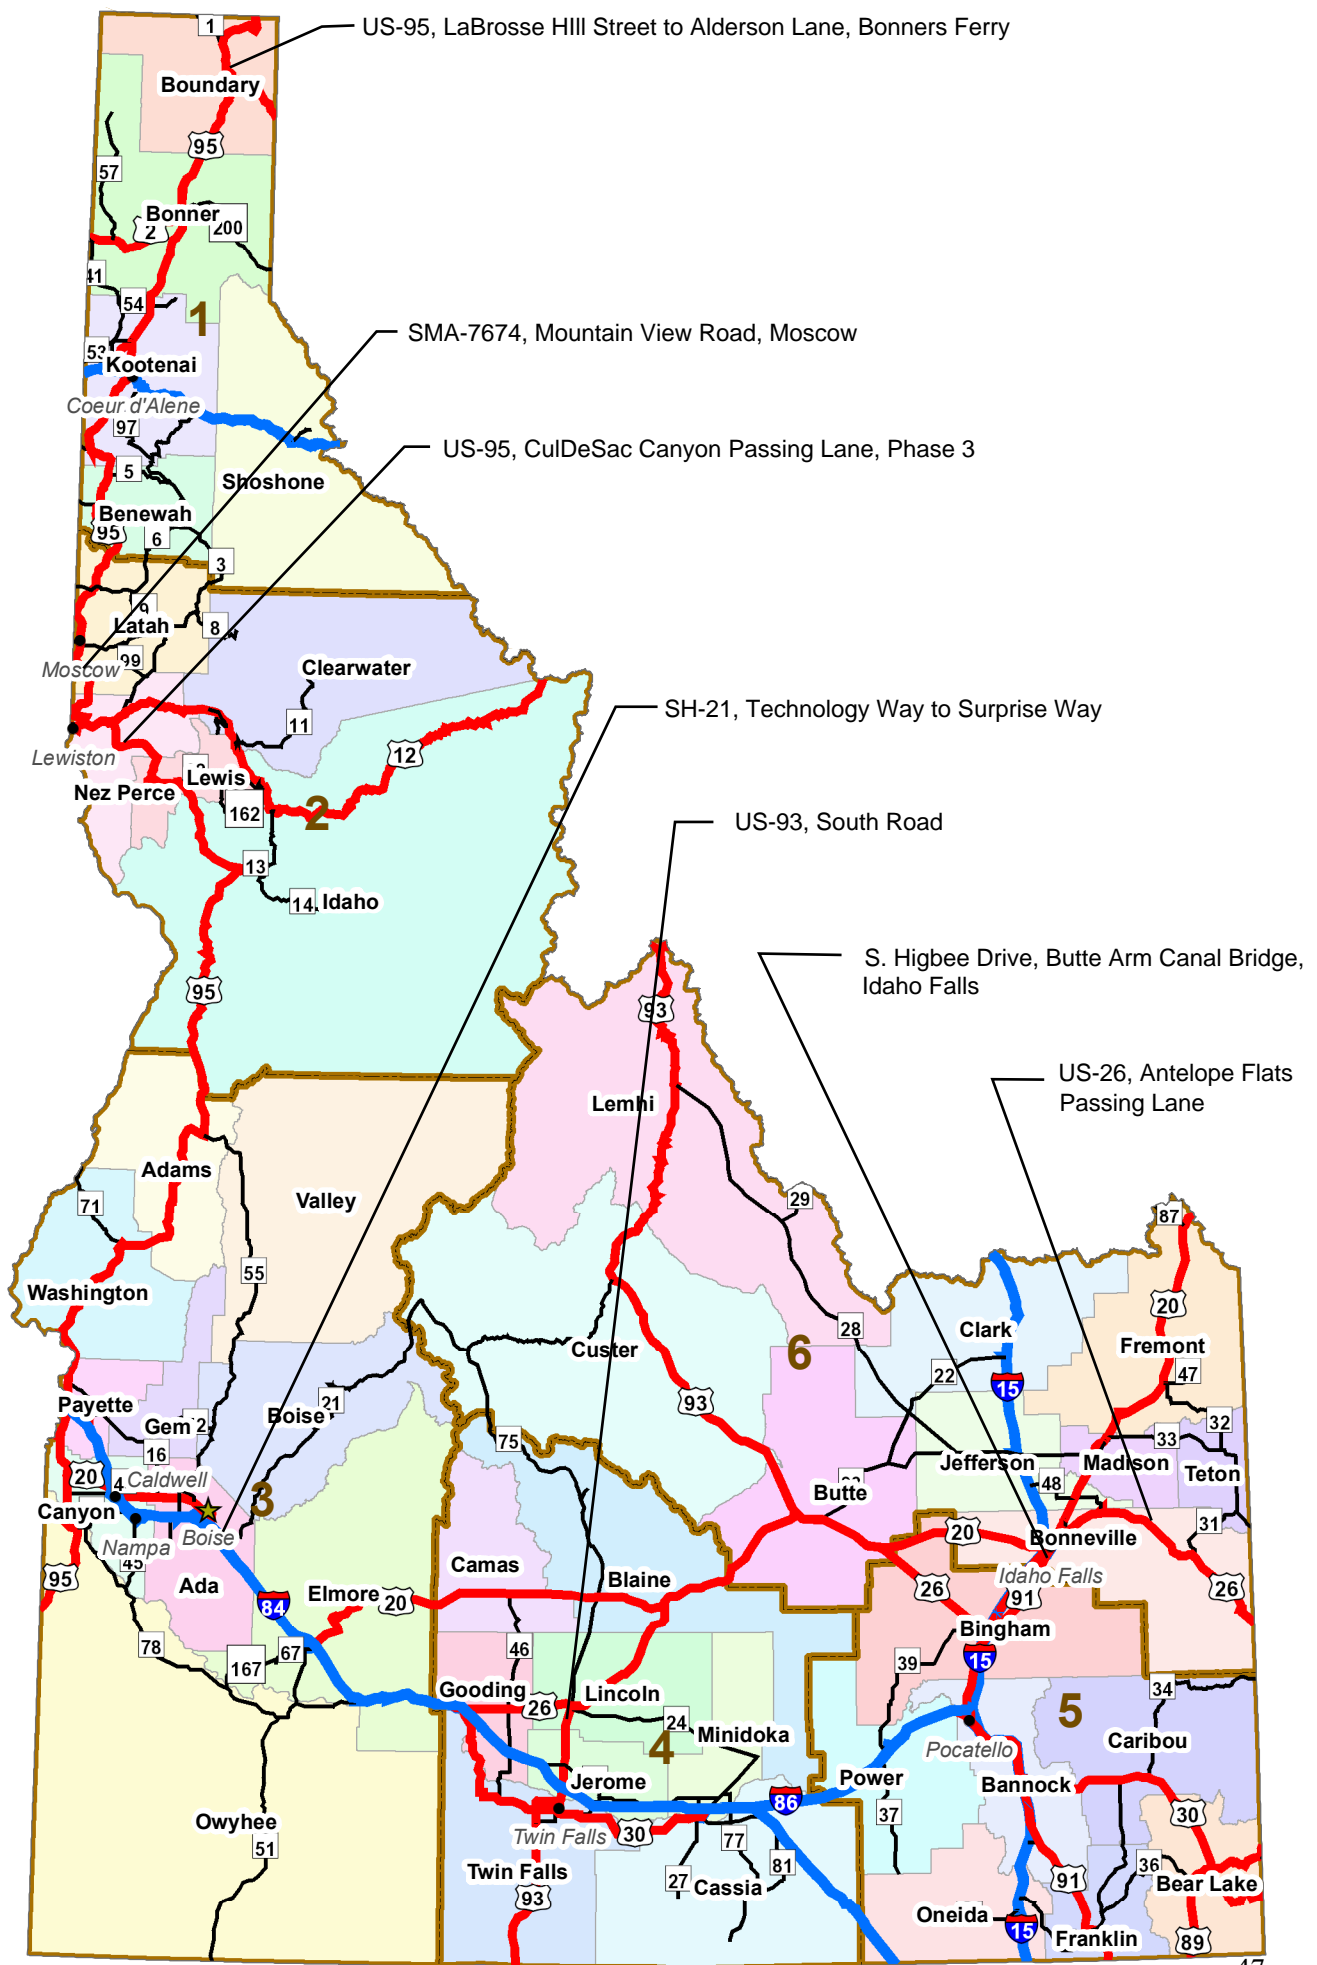 1
US-95, LaBrosse HIll Street to Alderson Lane, Bonners Ferry
Boundary
95
57
Bonner
2
200
41
54
1
SMA-7674, Mountain View Road, Moscow
53
Kootenai
Coeur d'Alene
97
US-95, CulDeSac Canyon Passing Lane, Phase 3
5
Shoshone
Benewah
95
6
3
9
Latah
8
Moscow
99
Clearwater
SH-21, Technology Way to Surprise Way
11
12
Lewiston
Lewis
Nez Perce
162
2
US-93, South Road
13
14
Idaho
S. Higbee Drive, Butte Arm Canal Bridge,
Idaho Falls
95
93
US-26, Antelope Flats
Passing Lane
Lemhi
Adams
71
Valley
29
87
55
Washington
20
28
Clark
Fremont
Custer
6
22
47
15
93
Payette
21
Boise
Gem
32
75
16
33
Jefferson
Madison
Teton
20
4
Caldwell
48
Butte
3
Canyon
31
20
Bonneville
Nampa
Boise
45
Camas
Idaho Falls
95
Ada
Elmore
20
Blaine
26
91
26
84
Bingham
78
46
67
167
39
15
34
Gooding
26
Lincoln
24
5
Minidoka
4
Caribou
Pocatello
Jerome
Power
Bannock
86
37
30
Owyhee
Twin Falls
30
77
51
81
Twin Falls
27
Cassia
36
91
Bear Lake
93
Oneida
15
Franklin
89